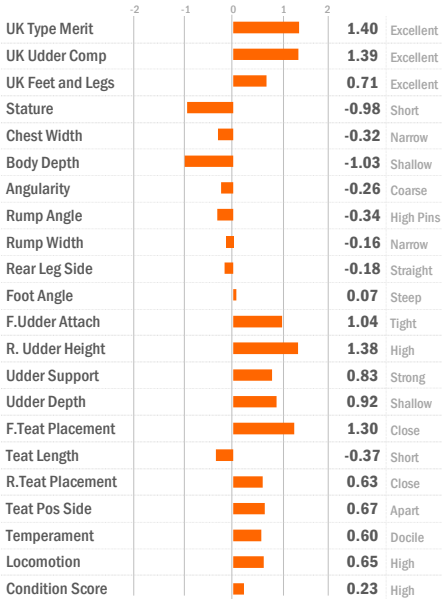 -2 -1 0 1 2
UK Type Merit 1.40 Excellent
UK Udder Comp 1.39 Excellent
UK Feet and Legs 0.71 Excellent
Stature -0.98 Short
Chest Width -0.32 Narrow
Body Depth -1.03 Shallow
Angularity -0.26 Coarse
Rump Angle -0.34 High Pins
Rump Width -0.16 Narrow
Rear Leg Side -0.18 Straight
Foot Angle 0.07 Steep
F.Udder Attach 1.04 Tight
R. Udder Height 1.38 High
Udder Support 0.83 Strong
Udder Depth 0.92 Shallow
F.Teat Placement 1.30 Close
Teat Length -0.37 Short
R.Teat Placement 0.63 Close
Teat Pos Side 0.67 Apart
Temperament 0.60 Docile
Locomotion 0.65 High
Condition Score 0.23 High